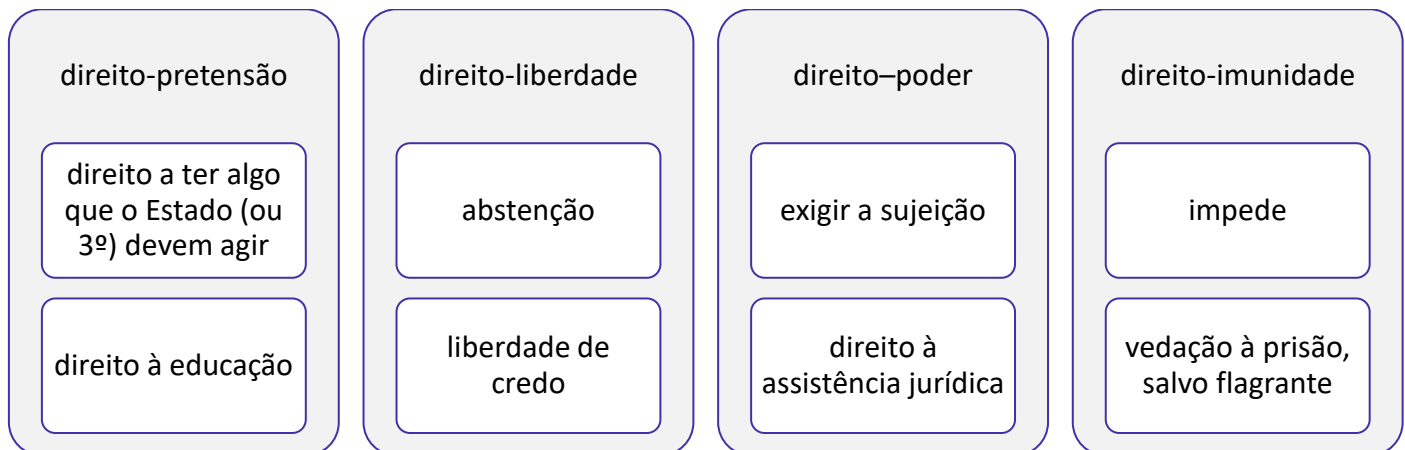 direito-pretensão
direito a ter algo
que o Estado (ou
3º) devem agir
direito à educação
direito-liberdade
abstenção
liberdade de
credo
direito–poder
exigir a sujeição
direito à
assistência jurídica
direito-imunidade
impede
vedação à prisão,
salvo flagrante